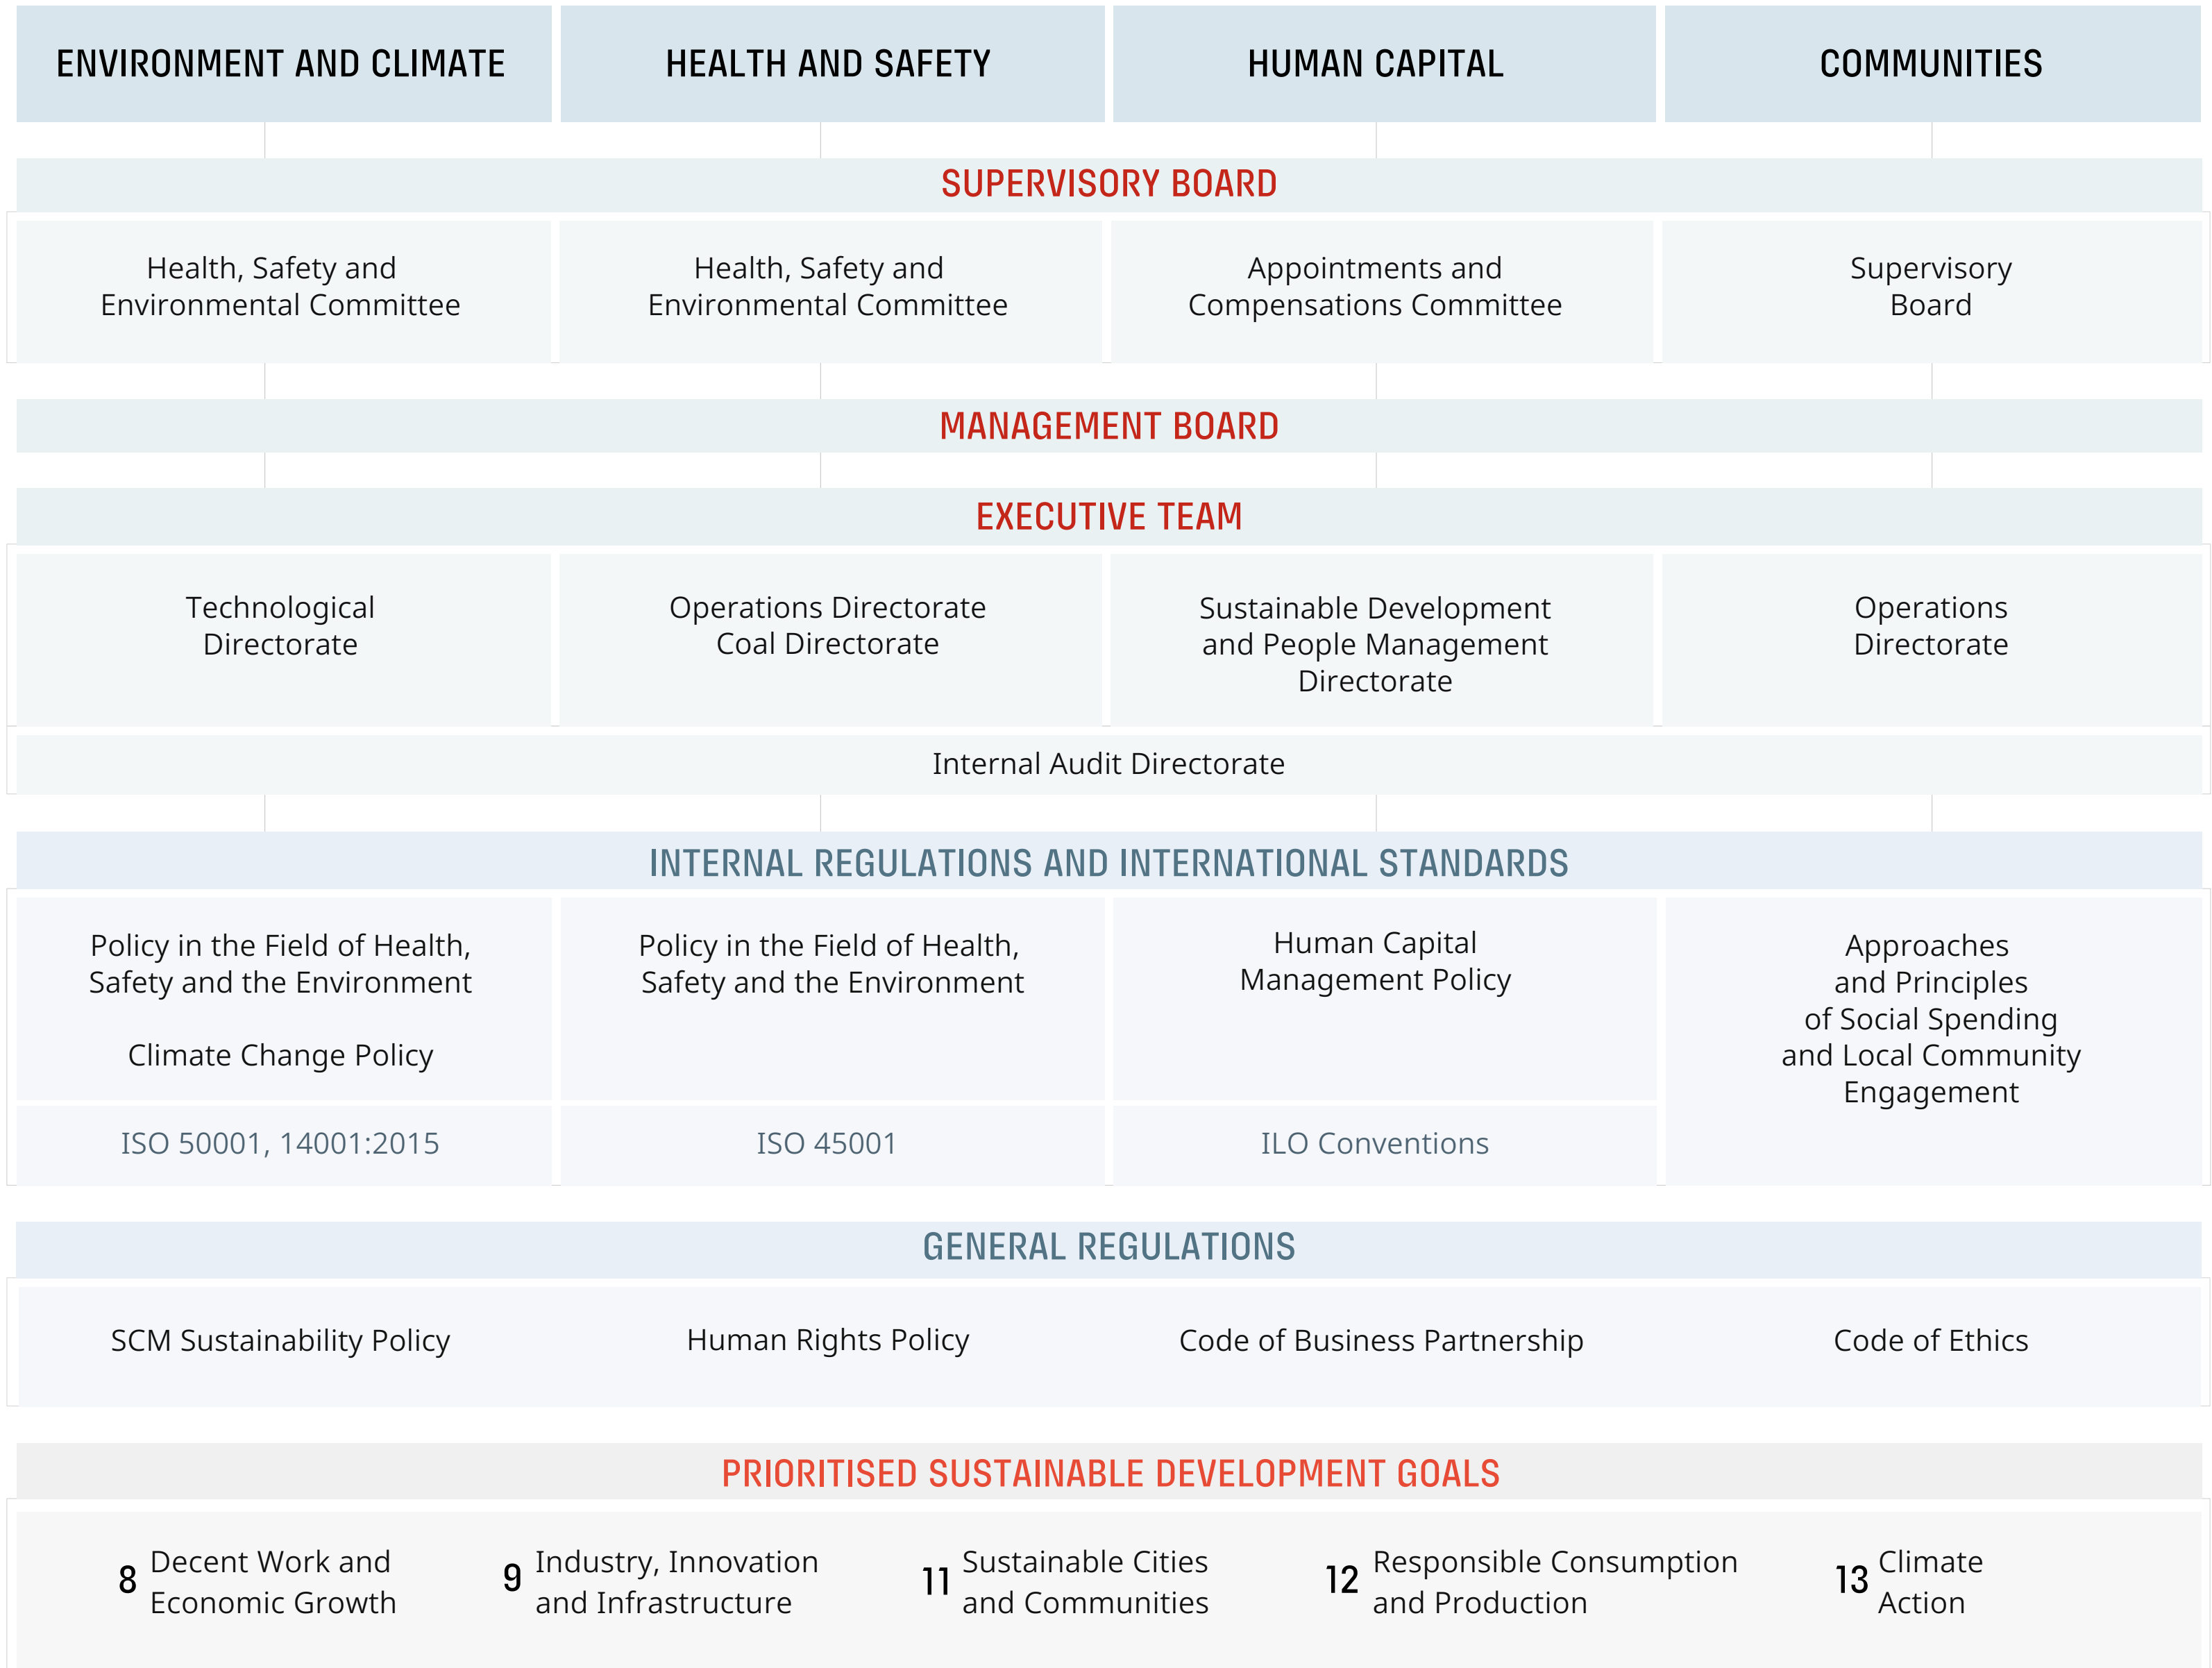 ENVIRONMENT AND CLIMATE
HEALTH AND SAFETY
HUMAN CAPITAL
COMMUNITIES
SUPERVISORY BOARD
Health, Safety and
Environmental Committee
Health, Safety and
Environmental Committee
Appointments and
Compensations Committee
Supervisory
Board
MANAGEMENT BOARD
EXECUTIVE TEAM
Technological
Directorate
Operations Directorate
Coal Directorate
Sustainable Development
and People Management
Directorate
Operations
Directorate
Internal Audit Directorate
INTERNAL REGULATIONS AND INTERNATIONAL STANDARDS
Policy in the Field of Health,
Safety and the Environment
Climate Change Policy
ISO 50001, 14001:2015
Policy in the Field of Health,
Safety and the Environment
ISO 45001
Human Capital
Management Policy
ILO Conventions
Approaches
and Principles
of Social Spending
and Local Community
Engagement
GENERAL REGULATIONS
SCM Sustainability Policy
Human Rights Policy
Code of Business Partnership
Code of Ethics
PRIORITISED SUSTAINABLE DEVELOPMENT GOALS
8
Decent Work and
Economic Growth
9
Industry, Innovation
and Infrastructure
11
Sustainable Cities
and Communities
12
Responsible Consumption
and Production
13
Climate
Action